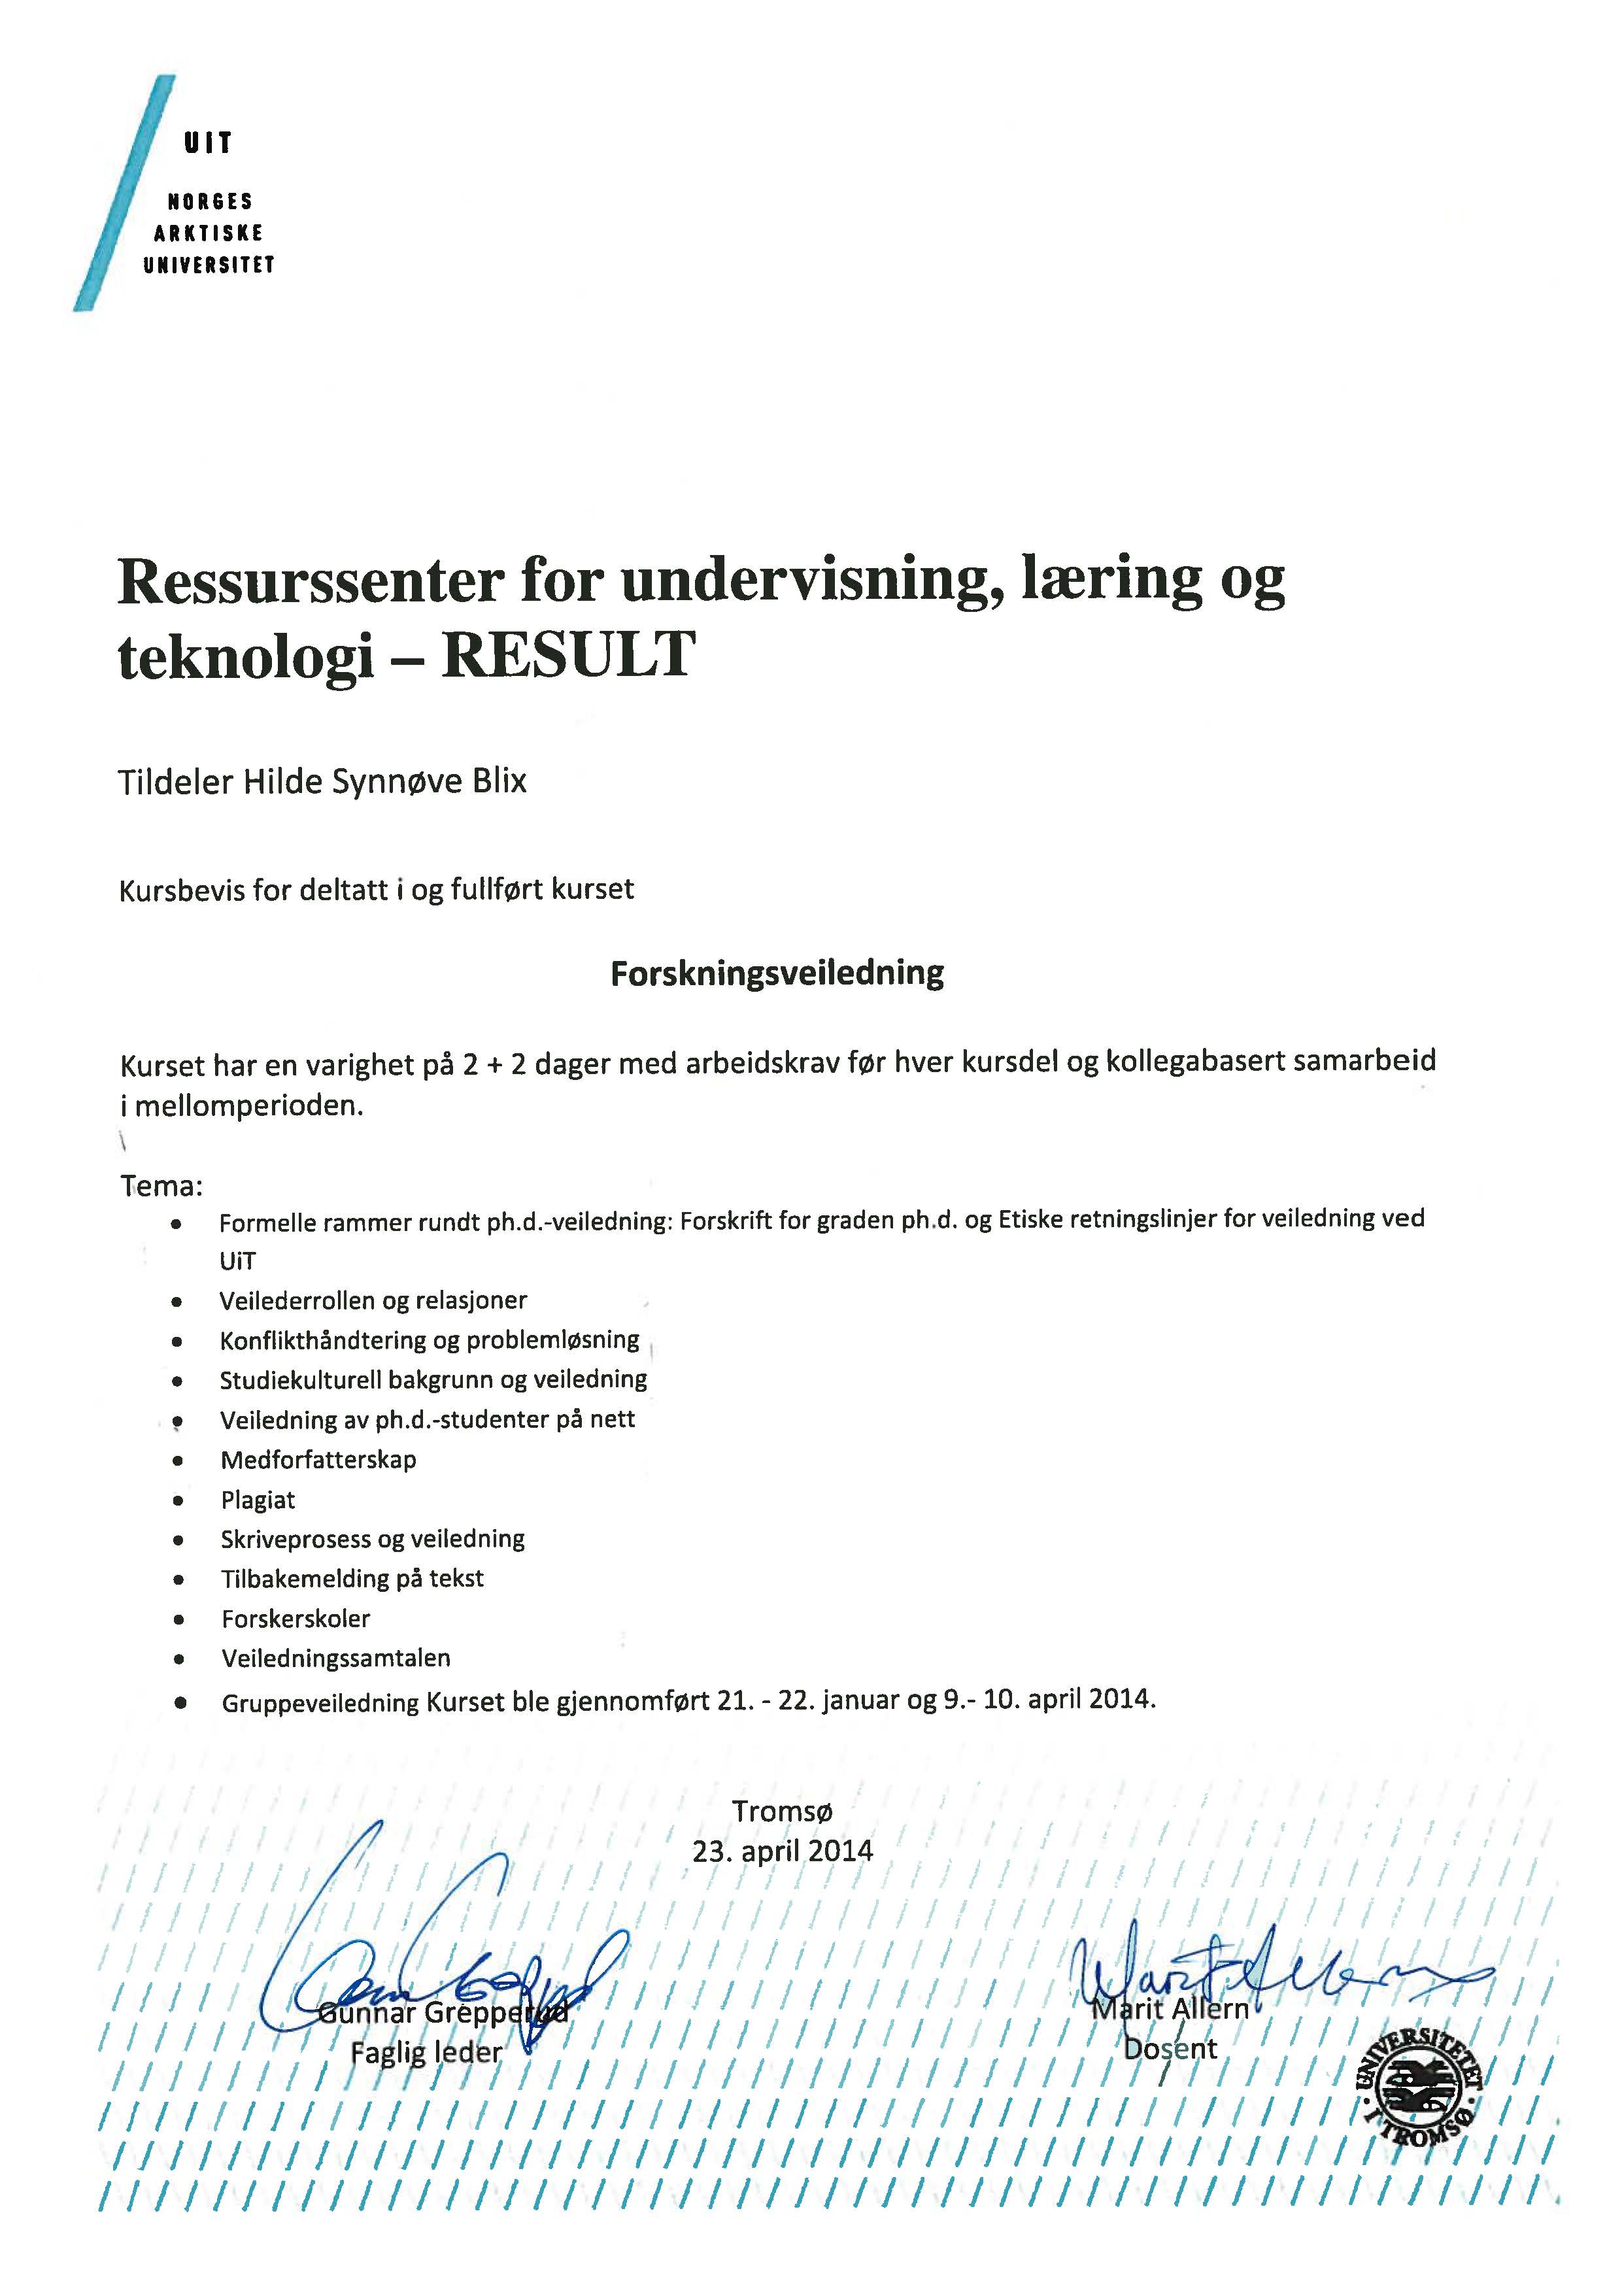 UIT
NORGES
ARKTISKE
UNIVERSITET
Ressurssenter for undervisning, læring og
teknologi – RESULT
Tildeler Hilde Synnøve Blix
Kursbevis for deltatt i og fullført kurset
Forskningsveiledning
Kurset har en varighet på 2 + 2 dager med arbeidskrav før hver kursdel og kollegabasert samarbeid
i mellomperioden.
Tema:
• Formelle rammer rundt ph.d.-veiledning: Forskrift for graden ph.d. og Etiske retningslinjer for veiledning ved
UiT
• Veilederrollen og relasjoner
• Konflikthåndtering og problemløsning
• Studiekulturell bakgrunn og veiledning
• Veiledning av ph.d.-studenter på nett
• Medforfatterskap
• Plagiat
• Skriveprosess og veiledning
• Tilbakemelding på tekst
• Forskerskoler
• Veiledningssamtalen
• Gruppeveiledning Kurset ble gjennomført 21. - 22. januar og 9.- 10. april 2014.
Tromsø
23. april 2014
Marit Allern
Gunnar Grepperud
Marit Allern
Faglig leder
Dosent
UNIVERSITETET
I TROMSØ